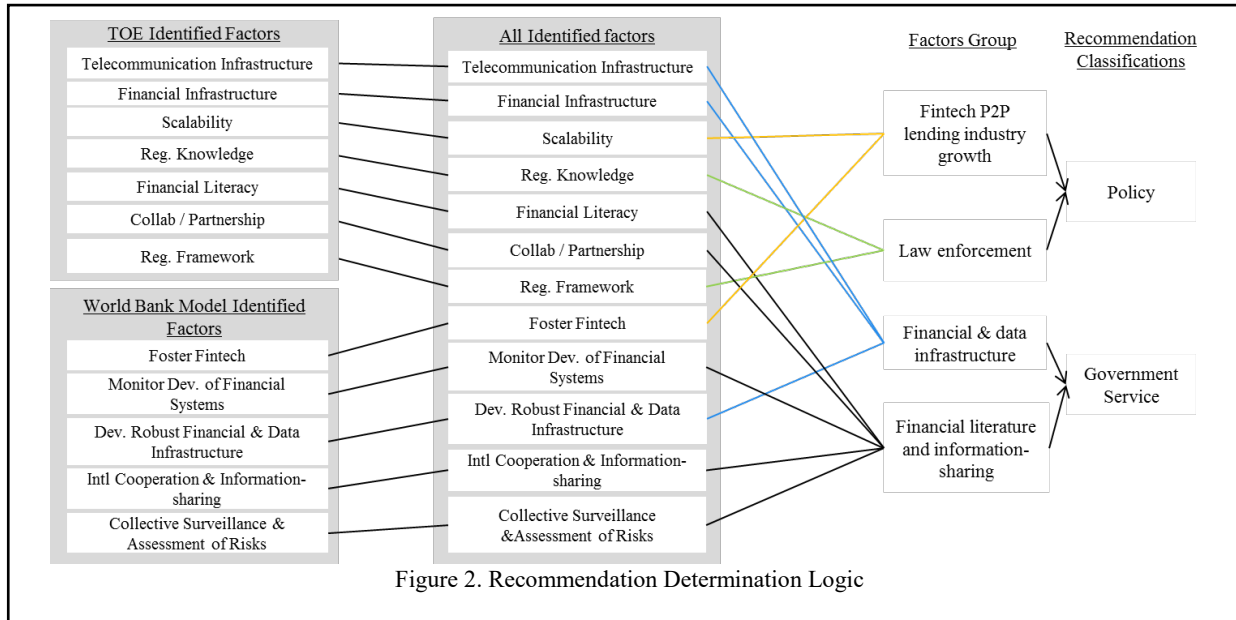 TOE Identified Factors
Telecommunication Infrastructure
Financial Infrastructure
Scalability
Reg. Knowledge
Financial Literacy
Collab / Partnership
Reg. Framework
World Bank Model Identified
Factors
Foster Fintech
Monitor Dev. of Financial
Systems
Dev. Robust Financial & Data
Infrastructure
Intl Cooperation & Information-
sharing
Collective Surveillance &
Assessment of Risks
All Identified factors
Telecommunication Infrastructure
Financial Infrastructure
Scalability
Reg. Knowledge
Financial Literacy
Collab / Partnership
Reg. Framework
Foster Fintech
Monitor Dev. of Financial
Systems
Dev. Robust Financial & Data
Infrastructure
Intl Cooperation & Information-
sharing
Collective Surveillance
&Assessment of Risks
Factors Group
Fintech P2P
lending industry
growth
Law enforcement
Financial & data
infrastructure
Financial literature
and information-
sharing
Recommendation
Classifications
Policy
Government
Service
Figure 2. Recommendation Determination Logic